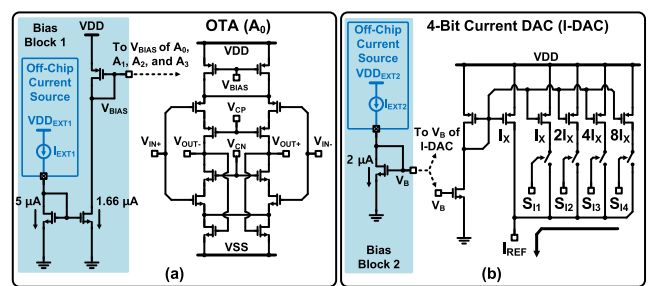 Bias
Block 1
VDD
Off-Chip
Current
Source
VDD_EXT1
I_EXT1
5 µA
1.66 µA
V_BIAS
To V_BIAS of A_0,
A_1, A_2, and A_3
OTA (A_0)
VDD
V_BIAS
V_CP
V_IN+
V_OUT-
V_CN
V_OUT+
V_IN-
VSS
(a)
4-Bit Current DAC (I-DAC)
Off-Chip
Current
Source
VDD_EXT2
I_EXT2
2 µA
V_B
Bias
Block 2
To V_B of
I-DAC
V_B
VDD
I_X
I_X
2I_X
4I_X
8I_X
S_I1
S_I2
S_I3
S_I4
I_REF
(b)